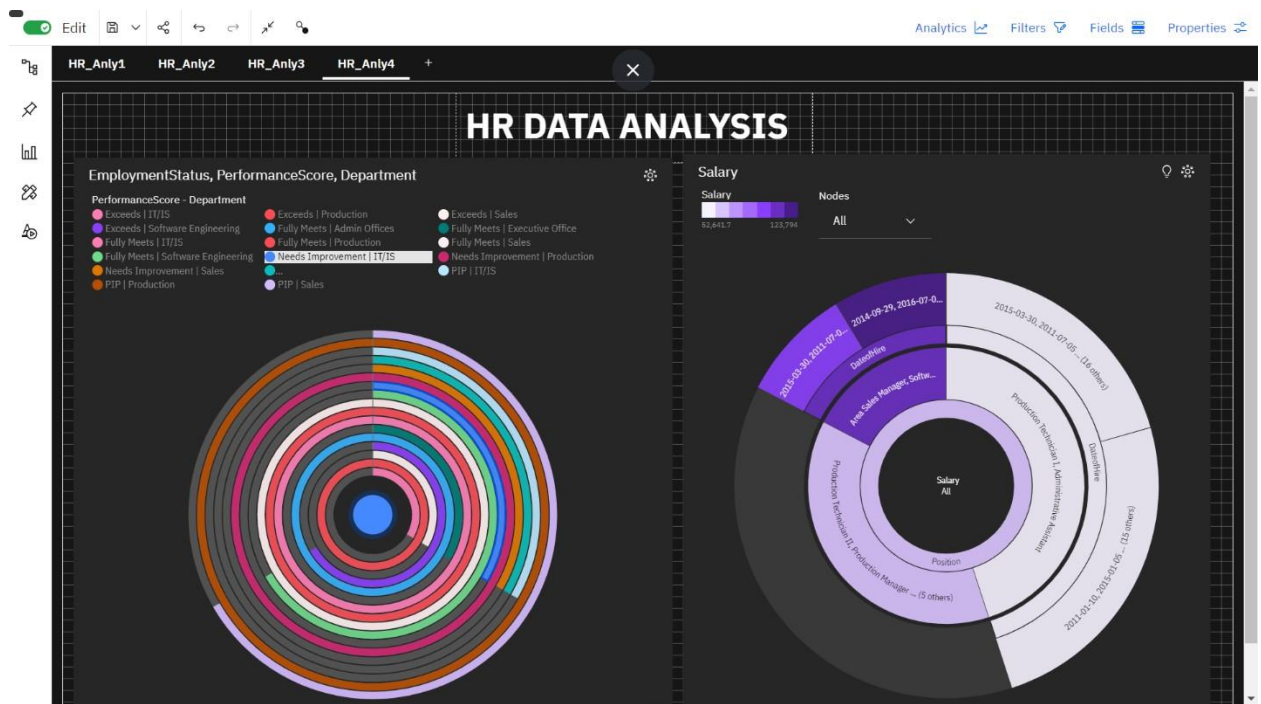 Edit
Analytics Filters Fields Properties
HR_Anly1 HR_Anly2 HR_Anly3 HR_Anly4 +
HR DATA ANALYSIS
EmploymentStatus, PerformanceScore, Department
PerformanceScore - Department
Exceeds | IT/IS Exceeds | Production Exceeds | Sales
Exceeds | Software Engineering Fully Meets | Admin Offices Fully Meets | Executive Office
Fully Meets | IT/IS Fully Meets | Production Fully Meets | Sales
Fully Meets | Software Engineering Needs Improvement | IT/IS Needs Improvement | Production
Needs Improvement | Sales ... PIP | IT/IS
PIP | Production PIP | Sales
Salary
Salary
52,641.7 123,794
Nodes
All
2014-09-29, 2016-07-0...
2015-03-30, 2011-07-0...
DateofHire
Area Sales Manager, Softw...
2015-03-30, 2011-07-05 ... (16 others)
Production Technician I, Administrative Assistant
DateofHire
Salary
All
Production Technician II, Production Manager ... (5 others)
Position
2011-01-10, 2015-01-05 ... (15 others)